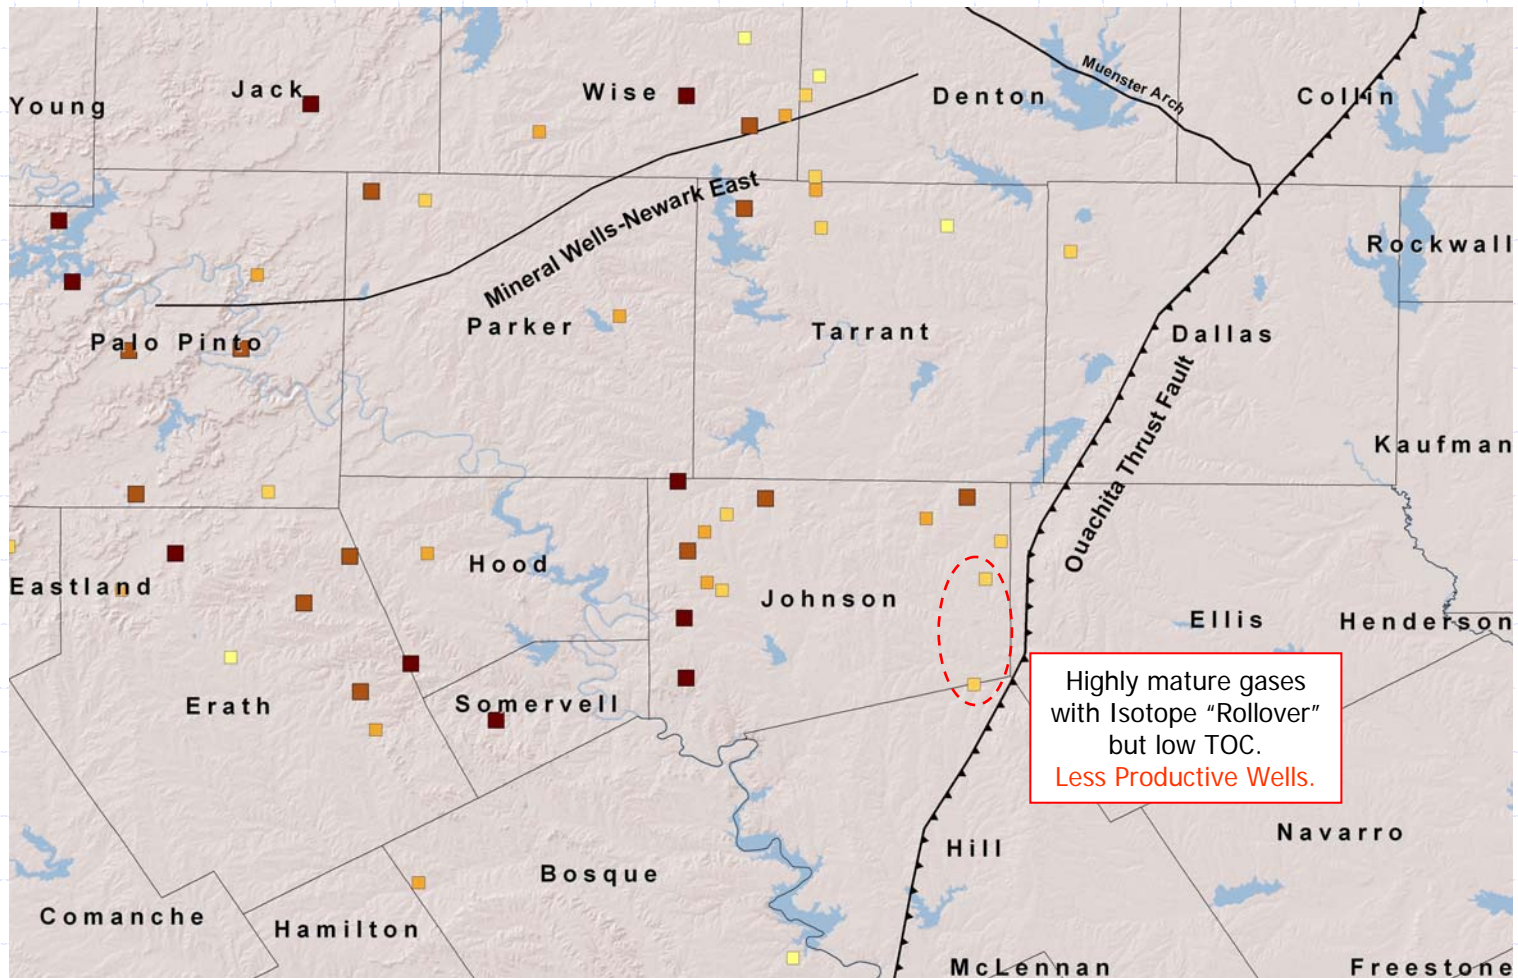 Muenster Arch
Jack
Wise
Denton
Collin
Young
Mineral Wells-Newark East
Rockwall
Parker
Tarrant
Dallas
Palo Pinto
Ouachita Thrust Fault
Kaufman
Hood
Eastland
Johnson
Ellis
Henderson
Erath
Somervell
Highly mature gases
with Isotope “Rollover”
but low TOC.
Less Productive Wells.
Navarro
Hill
Bosque
Comanche
Hamilton
McLennan
Freestone